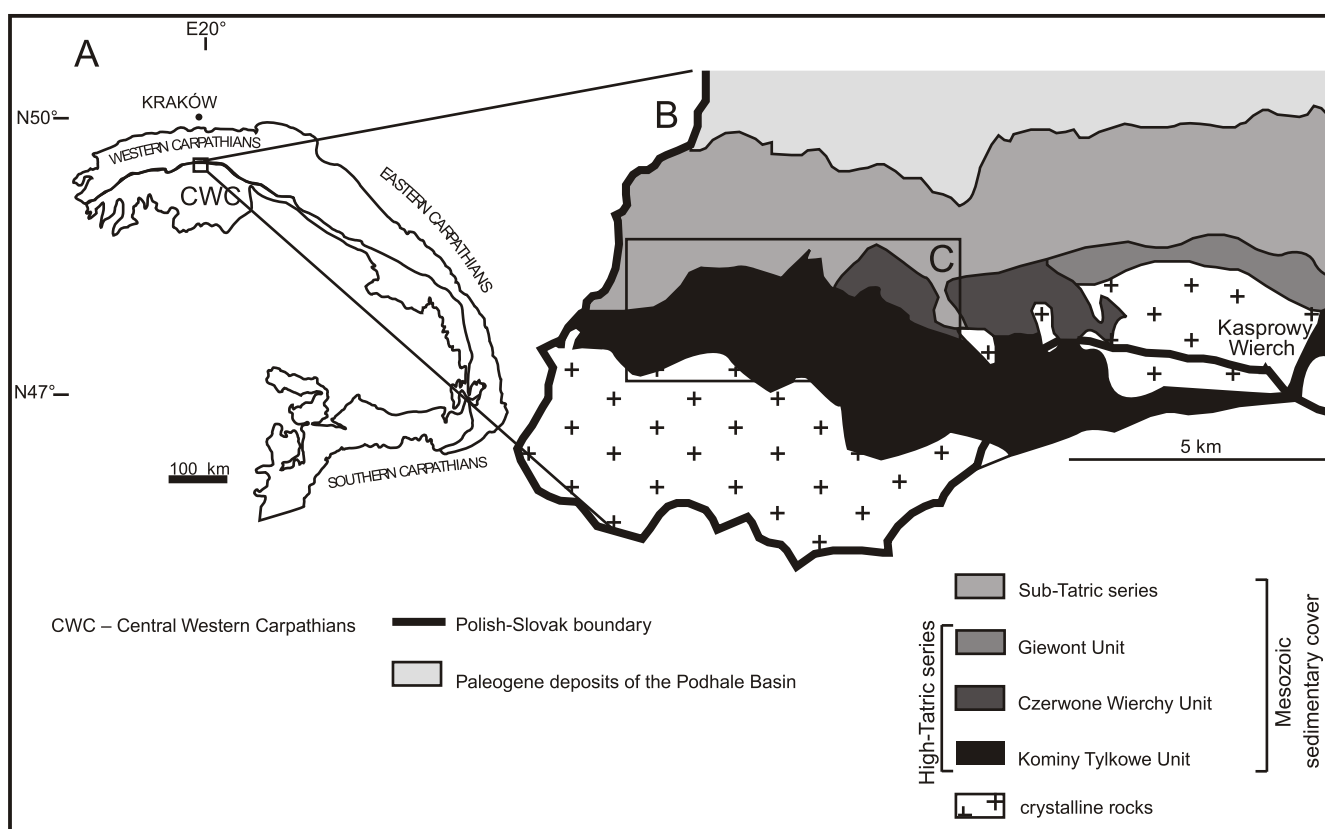 A
E20°
KRAKÓW
N50°
WESTERN CARPATHIANS
B
EASTERN CARPATHIANS
CWC
C
Kasprowy
Wierch
N47°
5 km
100 km
SOUTHERN CARPATHIANS
CWC – Central Western Carpathians
Polish-Slovak boundary
Paleogene deposits of the Podhale Basin
Sub-Tatric series
Giewont Unit
Czerwone Wierchy Unit
Kominy Tylkowe Unit
crystalline rocks
High-Tatric series
Mesozoic
sedimentary cover